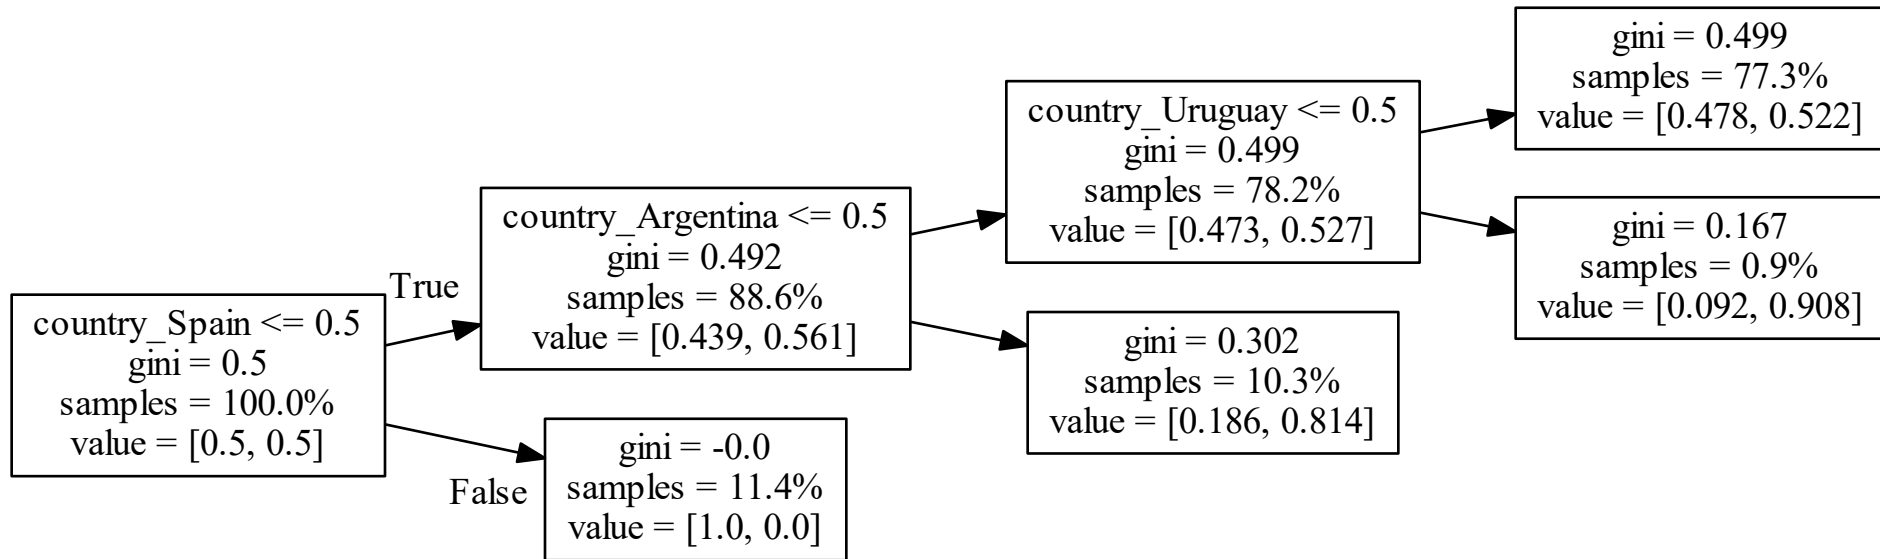 country_Spain <= 0.5
gini = 0.5
samples = 100.0%
value = [0.5, 0.5]
True
False
country_Argentina <= 0.5
gini = 0.492
samples = 88.6%
value = [0.439, 0.561]
gini = -0.0
samples = 11.4%
value = [1.0, 0.0]
country_Uruguay <= 0.5
gini = 0.499
samples = 78.2%
value = [0.473, 0.527]
gini = 0.302
samples = 10.3%
value = [0.186, 0.814]
gini = 0.499
samples = 77.3%
value = [0.478, 0.522]
gini = 0.167
samples = 0.9%
value = [0.092, 0.908]